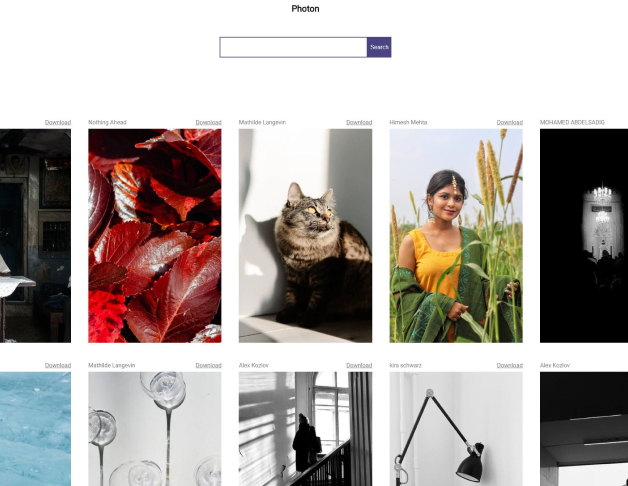 Photon
Search
Download
Nothing Ahead Download
Mathilde Langevin Download
Himesh Mehta Download
MOHAMED ABDELSADIG
Download
Mathilde Langevin Download
Alex Kozlov Download
kira schwarz Download
Alex Kozlov